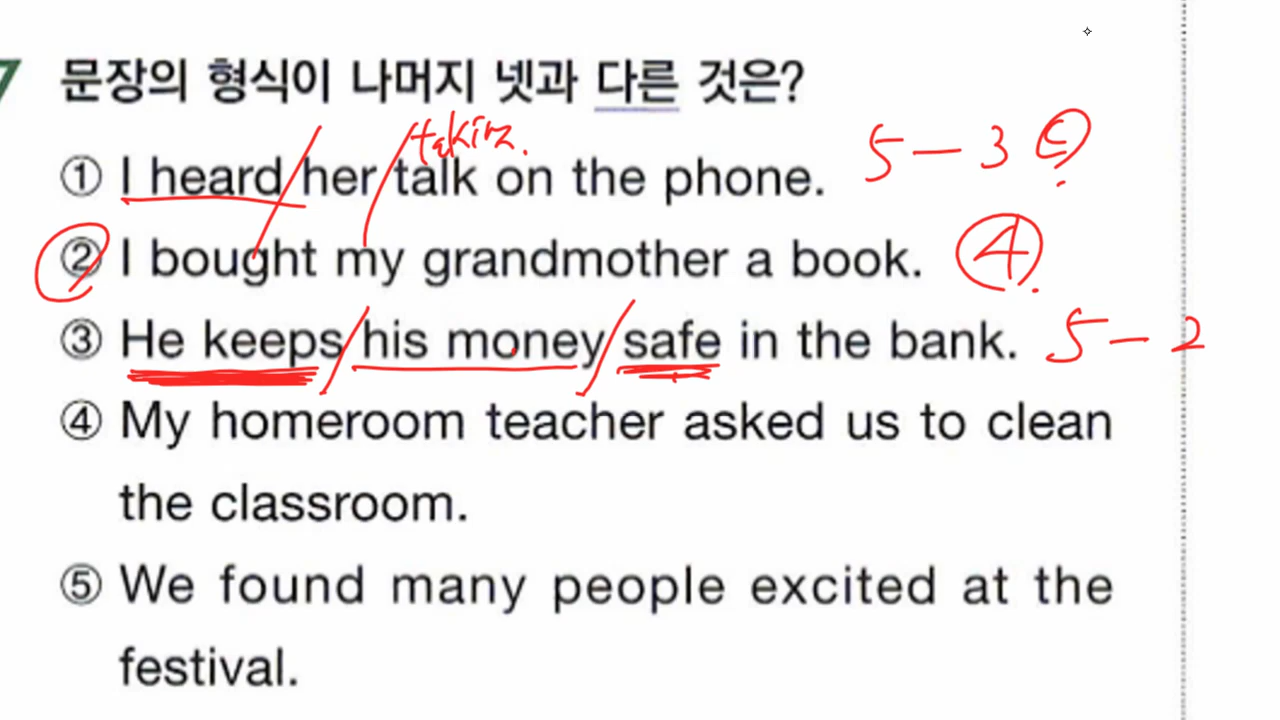 7 문장의 형식이 나머지 넷과 다른 것은?
① I heard her talk on the phone. 5-3
② I bought my grandmother a book. ④.
③ He keeps his money safe in the bank. 5-2
④ My homeroom teacher asked us to clean
the classroom.
⑤ We found many people excited at the
festival.